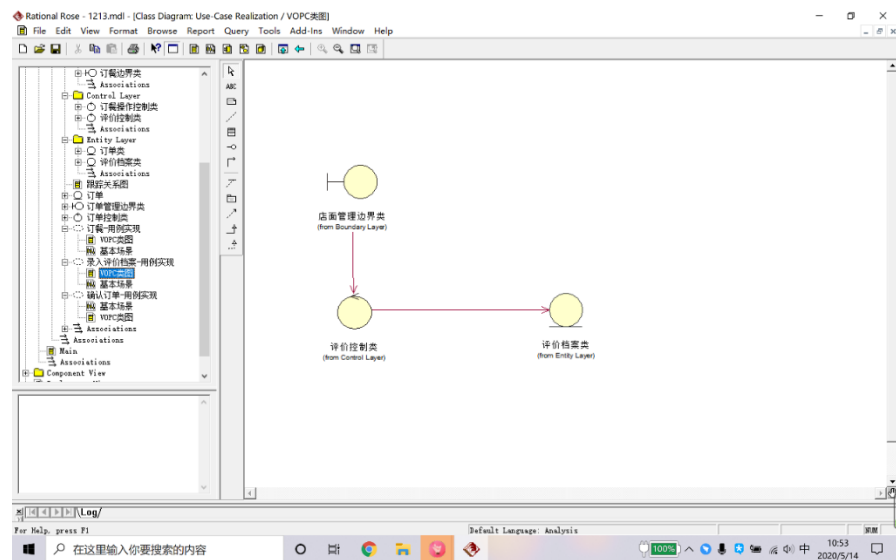 Rational Rose - 1213.mdl - [Class Diagram: Use-Case Realization / VOPC类图]
File Edit View Format Browse Report Query Tools Add-Ins Window Help
订餐边界类
Associations
Control Layer
订餐操作控制类
评价控制类
Associations
Entity Layer
订单类
评价档案类
Associations
跟踪关系图
订单
订单管理边界类
订单控制类
订餐-用例实现
VOPC类图
基本场景
录入评价档案-用例实现
VOPC类图
基本场景
确认订单-用例实现
基本场景
VOPC类图
Associations
Associations
Main
Associations
Component View
ABC
店面管理边界类
(from Boundary Layer)
评价控制类
(from Control Layer)
评价档案类
(from Entity Layer)
Log
For Help, press F1
Default Language: Analysis
NUM
在这里输入你要搜索的内容
100%
中
10:53
2020/5/14